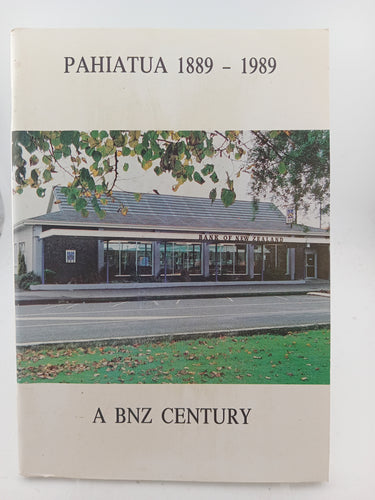 PAHIATUA 1889 - 1989
BANK OF NEW ZEALAND
A BNZ CENTURY